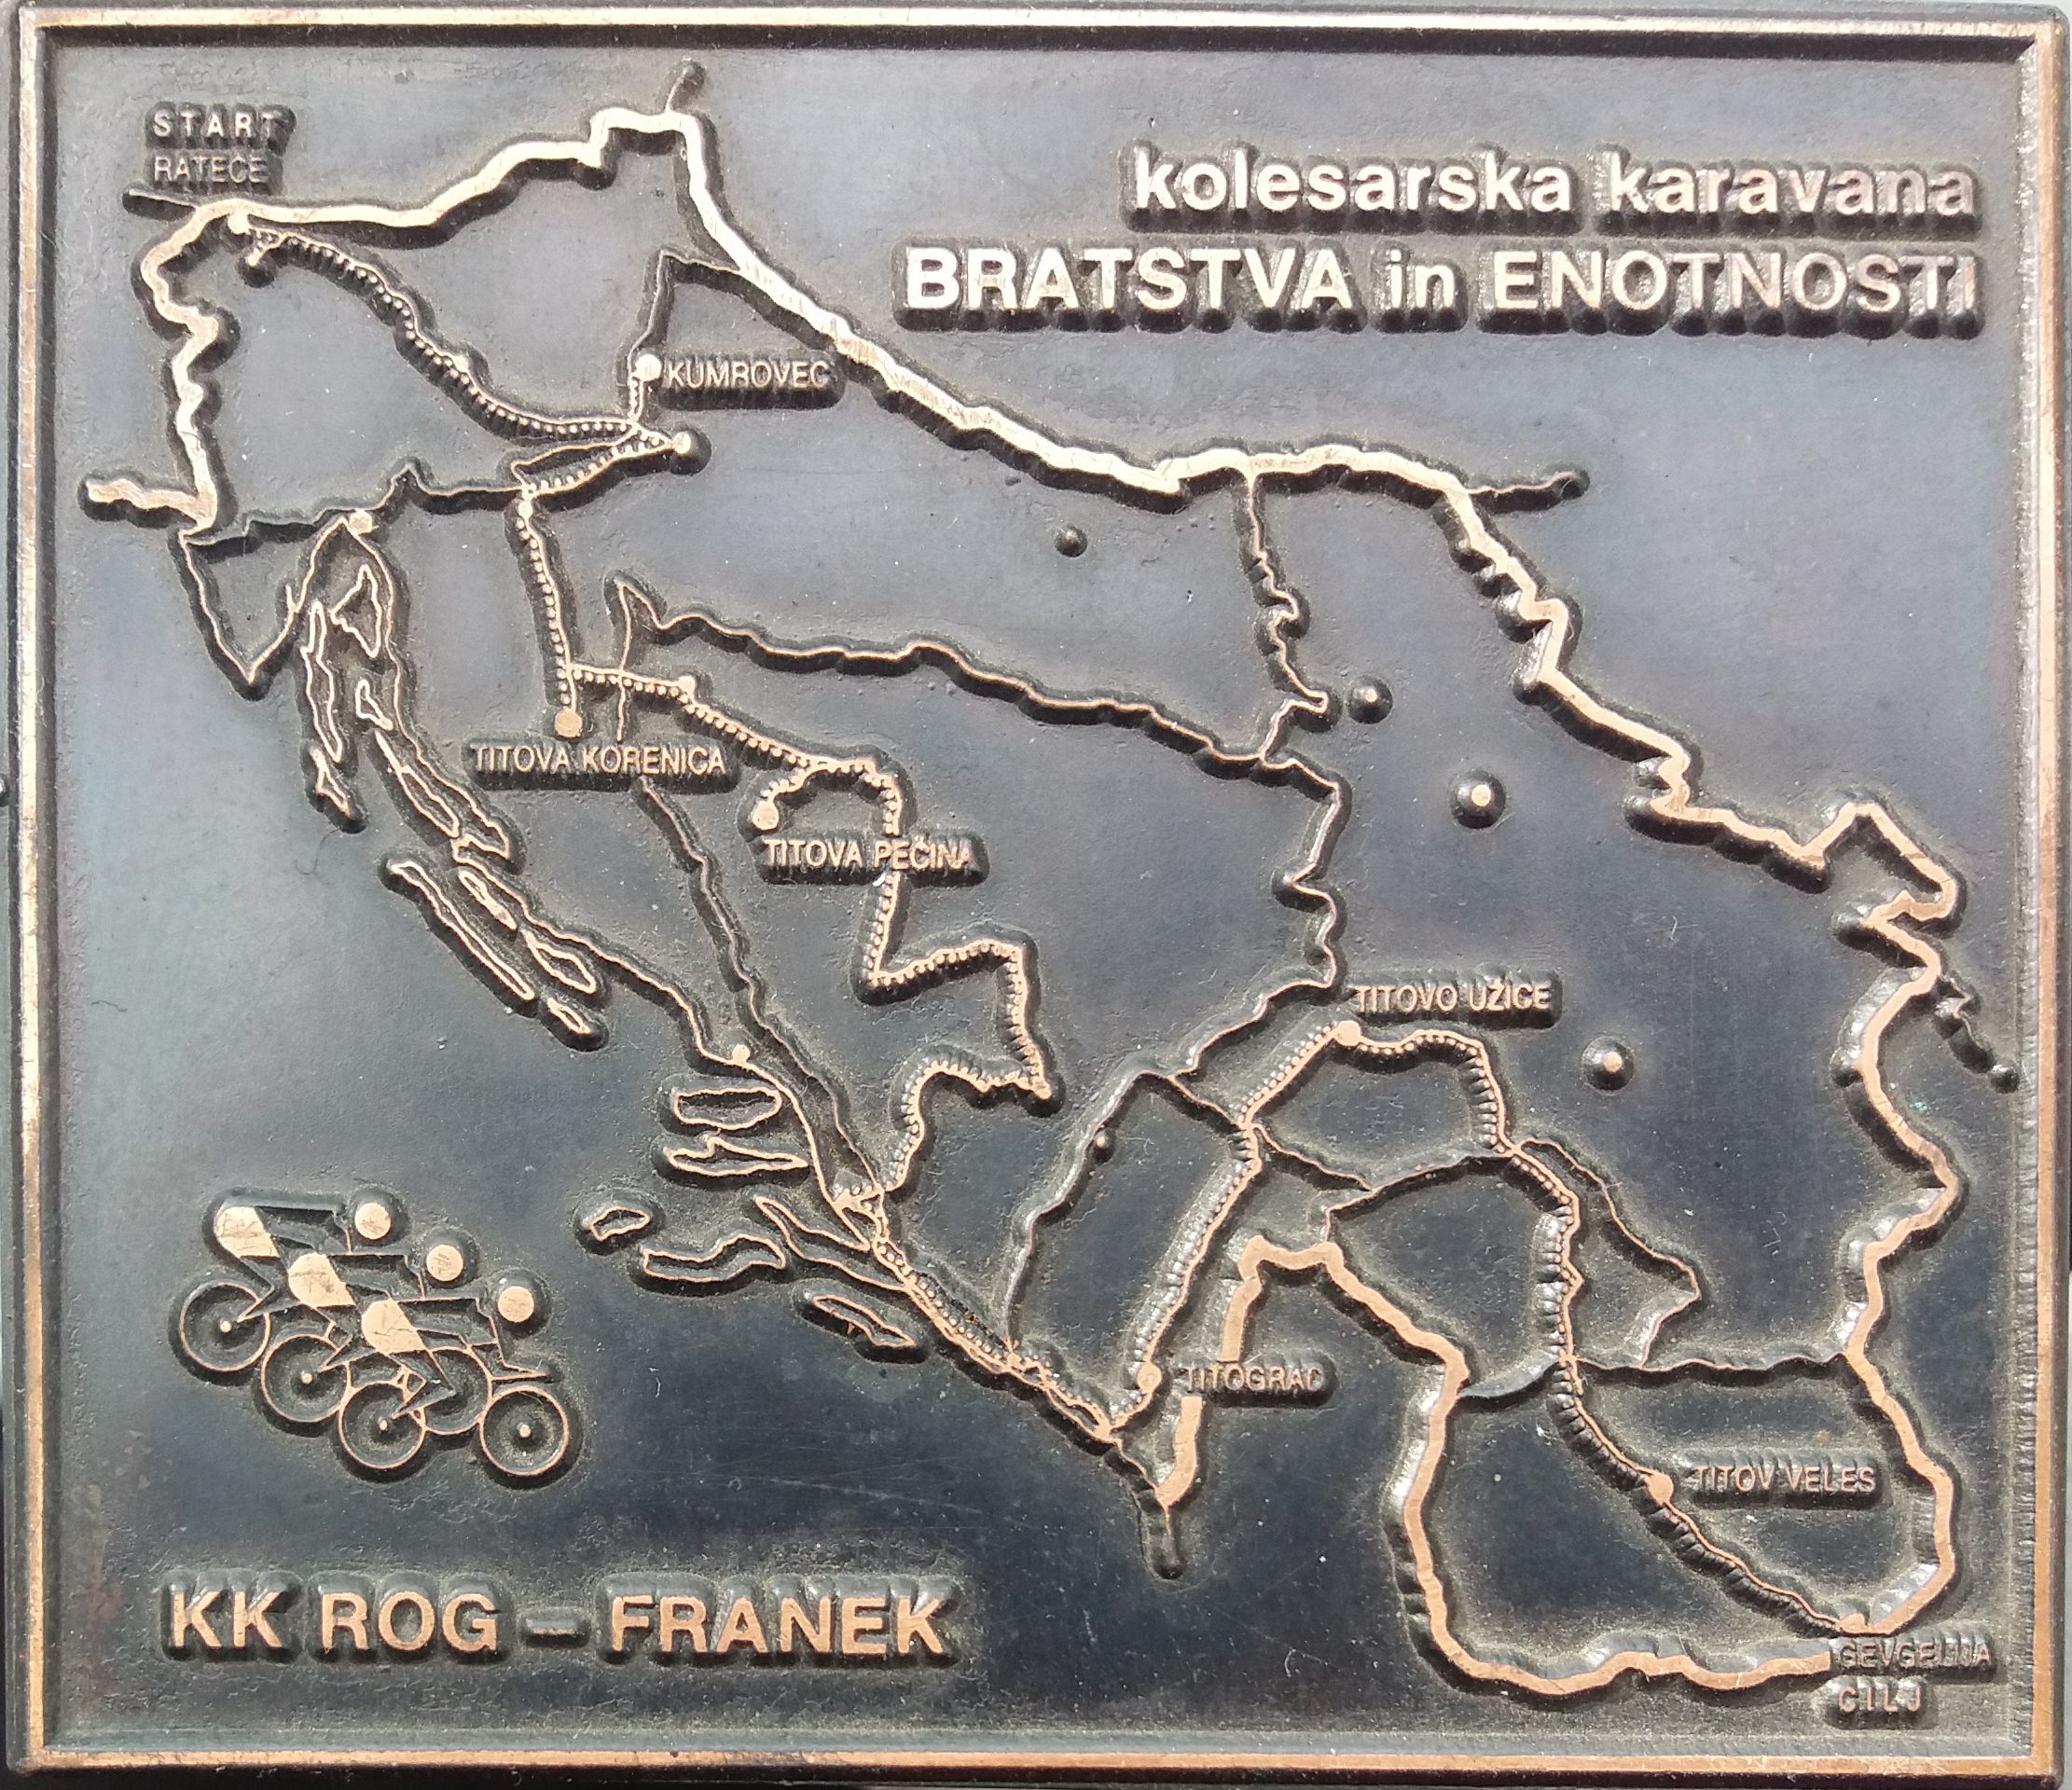 START
RATEČE
kolesarska karavana
BRATSTVA in ENOTNOSTI
KUMROVEC
TITOVA KORENICA
TITOVA PEĆINA
TITOVO UŽICE
TITOGRAD
TITOV VELES
KK ROG – FRANEK
GEVGELIJA
CILJ